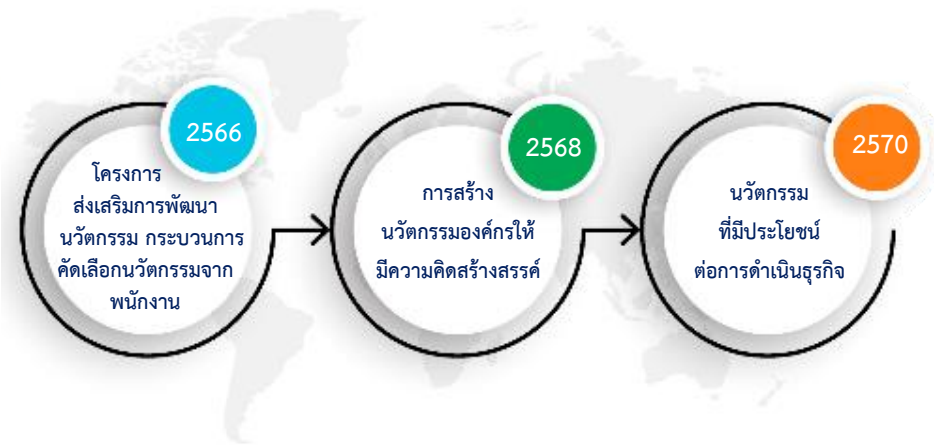 2566
โครงการ
ส่งเสริมการพัฒนา
นวัตกรรม กระบวนการ
คัดเลือกนวัตกรรมจาก
พนักงาน
2568
การสร้าง
นวัตกรรมองค์กรให้
มีความคิดสร้างสรรค์
2570
นวัตกรรม
ที่มีประโยชน์
ต่อการดำเนินธุรกิจ